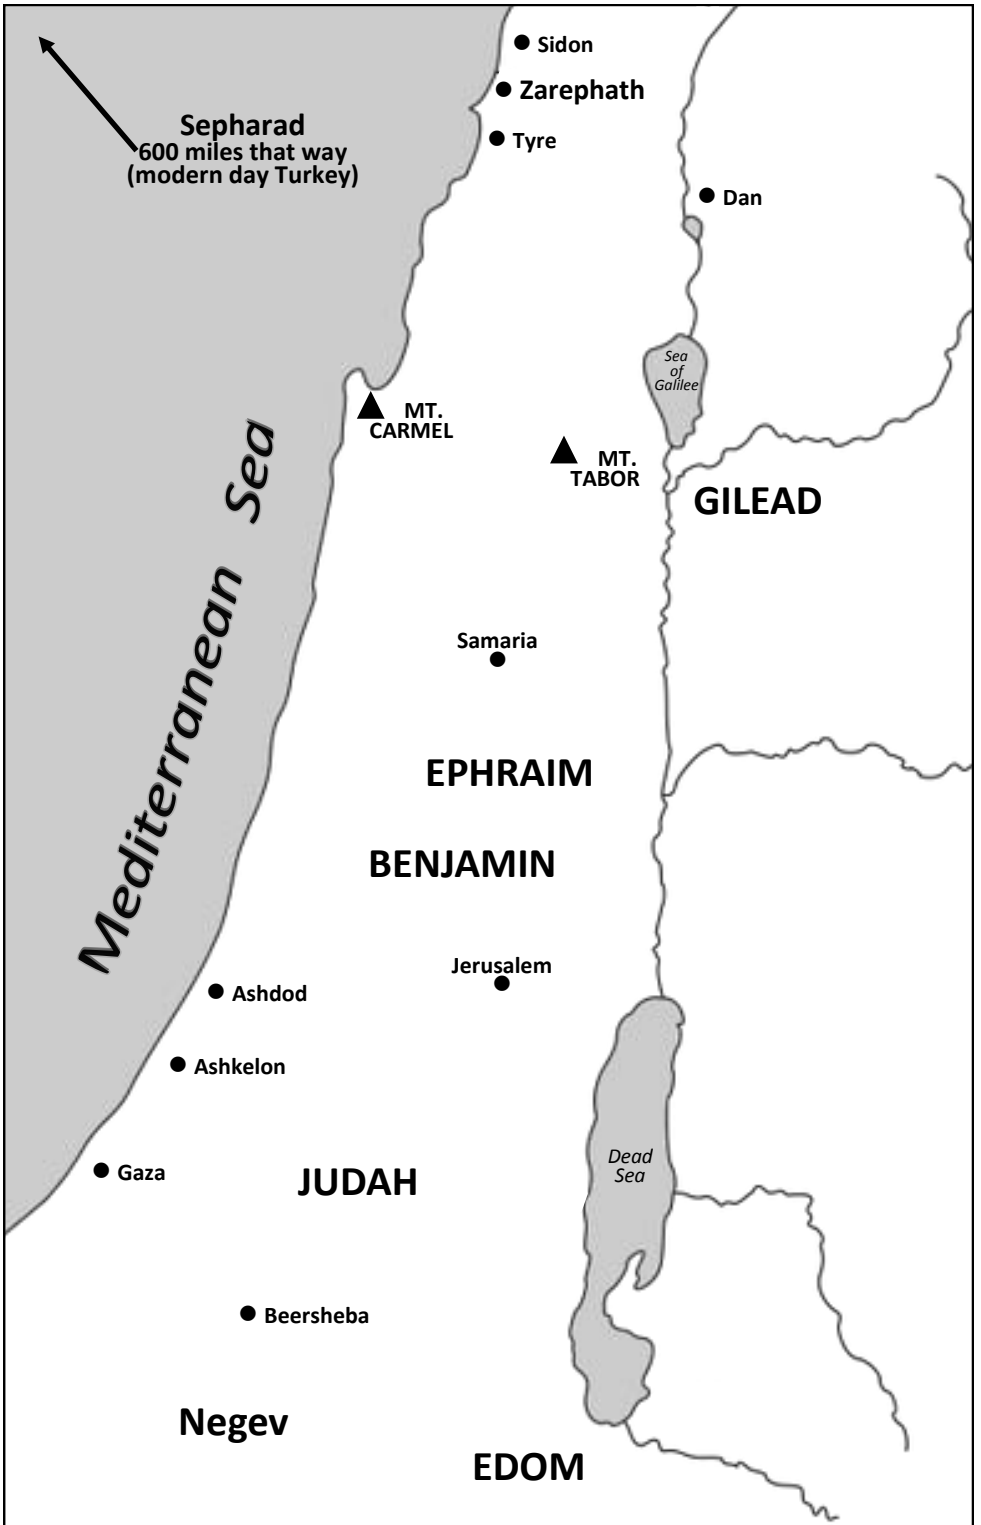 Sidon
Zarephath
Sepharad
600 miles that way
(modern day Turkey)
Tyre
Dan
Sea
of
Galilee
MT.
CARMEL
MT.
TABOR
GILEAD
Mediterranean Sea
Samaria
EPHRAIM
BENJAMIN
Jerusalem
Ashdod
Ashkelon
Dead
Sea
Gaza
JUDAH
Beersheba
Negev
EDOM